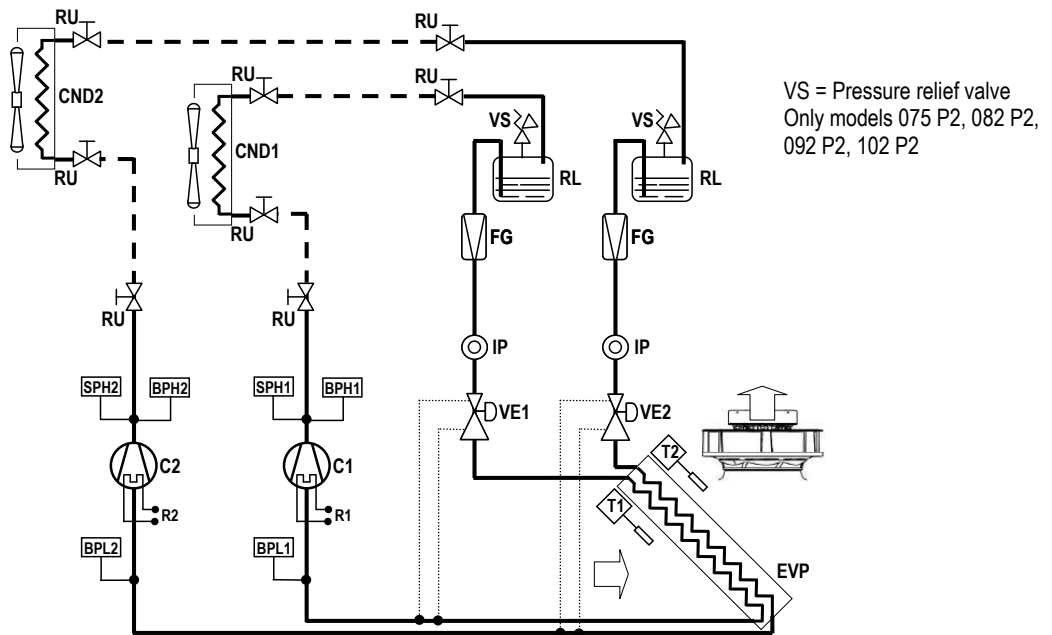 RU
RU
CND2
RU
RU
RU
CND1
RU
VS
VS
RL
RL
VS = Pressure relief valve
Only models 075 P2, 082 P2,
092 P2, 102 P2
FG
FG
RU
RU
IP
IP
SPH2
BPH2
SPH1
BPH1
VE1
VE2
C2
C1
T2
T1
R2
R1
BPL2
BPL1
EVP